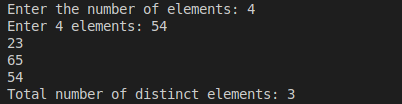 Enter the number of elements: 4
Enter 4 elements: 54
23
65
54
Total number of distinct elements: 3